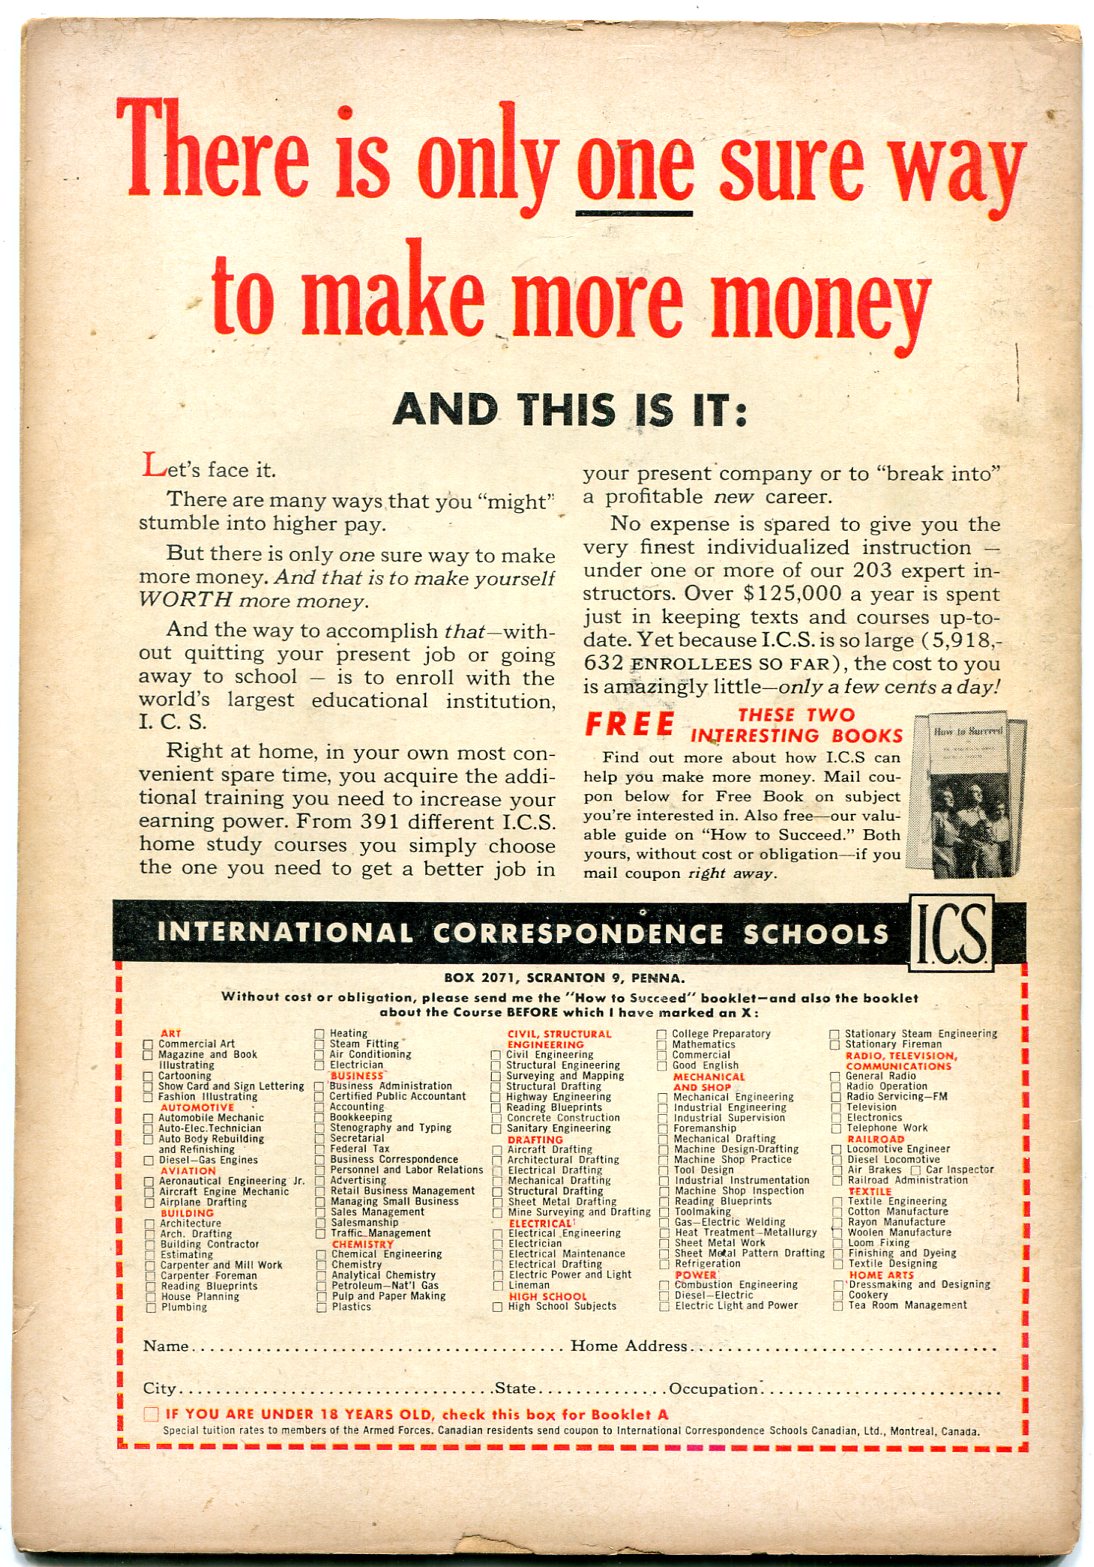 There is only one sure way
to make more money
AND THIS IS IT:
Let's face it.
There are many ways that you "might"
stumble into higher pay.
But there is only one sure way to make
more money. And that is to make yourself
WORTH more money.
And the way to accomplish that—with-
out quitting your present job or going
away to school — is to enroll with the
world's largest educational institution,
I. C. S.
Right at home, in your own most con-
venient spare time, you acquire the addi-
tional training you need to increase your
earning power. From 391 different I.C.S.
home study courses you simply choose
the one you need to get a better job in
your present company or to "break into"
a profitable new career.
No expense is spared to give you the
very finest individualized instruction —
under one or more of our 203 expert in-
structors. Over $125,000 a year is spent
just in keeping texts and courses up-to-
date. Yet because I.C.S. is so large (5,918,-
632 ENROLLEES SO FAR), the cost to you
is amazingly little—only a few cents a day!
FREE THESE TWO
INTERESTING BOOKS
Find out more about how I.C.S can
help you make more money. Mail cou-
pon below for Free Book on subject
you're interested in. Also free—our valu-
able guide on "How to Succeed." Both
yours, without cost or obligation—if you
mail coupon right away.
How to Succeed
INTERNATIONAL CORRESPONDENCE SCHOOLS
I.C.S.
BOX 2071, SCRANTON 9, PENNA.
Without cost or obligation, please send me the "How to Succeed" booklet—and also the booklet
about the Course BEFORE which I have marked an X:
ART
Commercial Art
Magazine and Book
Illustrating
Cartooning
Show Card and Sign Lettering
Fashion Illustrating
AUTOMOTIVE
Automobile Mechanic
Auto-Elec.Technician
Auto Body Rebuilding
and Refinishing
Diesel—Gas Engines
AVIATION
Aeronautical Engineering Jr.
Aircraft Engine Mechanic
Airplane Drafting
BUILDING
Architecture
Arch. Drafting
Building Contractor
Estimating
Carpenter and Mill Work
Carpenter Foreman
Reading Blueprints
House Planning
Plumbing
Heating
Steam Fitting
Air Conditioning
Electrician
BUSINESS
Business Administration
Certified Public Accountant
Accounting
Bookkeeping
Stenography and Typing
Secretarial
Federal Tax
Business Correspondence
Personnel and Labor Relations
Advertising
Retail Business Management
Managing Small Business
Sales Management
Salesmanship
Traffic Management
CHEMISTRY
Chemical Engineering
Chemistry
Analytical Chemistry
Petroleum—Nat'l Gas
Pulp and Paper Making
Plastics
CIVIL, STRUCTURAL
ENGINEERING
Civil Engineering
Structural Engineering
Surveying and Mapping
Structural Drafting
Highway Engineering
Reading Blueprints
Concrete Construction
Sanitary Engineering
DRAFTING
Aircraft Drafting
Architectural Drafting
Electrical Drafting
Mechanical Drafting
Structural Drafting
Sheet Metal Drafting
Mine Surveying and Drafting
ELECTRICAL
Electrical Engineering
Electrician
Electrical Maintenance
Electrical Drafting
Electric Power and Light
Lineman
HIGH SCHOOL
High School Subjects
College Preparatory
Mathematics
Commercial
Good English
MECHANICAL
AND SHOP
Mechanical Engineering
Industrial Engineering
Industrial Supervision
Foremanship
Mechanical Drafting
Machine Design-Drafting
Machine Shop Practice
Tool Design
Industrial Instrumentation
Machine Shop Inspection
Reading Blueprints
Toolmaking
Gas—Electric Welding
Heat Treatment—Metallurgy
Sheet Metal Work
Sheet Metal Pattern Drafting
Refrigeration
POWER
Combustion Engineering
Diesel—Electric
Electric Light and Power
Stationary Steam Engineering
Stationary Fireman
RADIO, TELEVISION,
COMMUNICATIONS
General Radio
Radio Operation
Radio Servicing—FM
Television
Electronics
Telephone Work
RAILROAD
Locomotive Engineer
Diesel Locomotive
Air Brakes Car Inspector
Railroad Administration
TEXTILE
Textile Engineering
Cotton Manufacture
Rayon Manufacture
Woolen Manufacture
Loom Fixing
Finishing and Dyeing
Textile Designing
HOME ARTS
Dressmaking and Designing
Cookery
Tea Room Management
Name Home Address
City State Occupation
IF YOU ARE UNDER 18 YEARS OLD, check this box for Booklet A
Special tuition rates to members of the Armed Forces. Canadian residents send coupon to International Correspondence Schools Canadian, Ltd., Montreal, Canada.